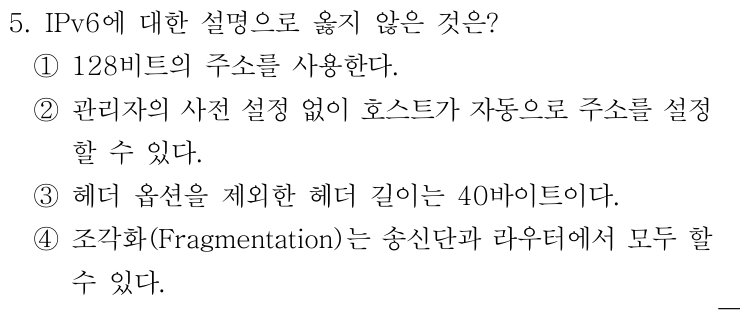 5. IPv6에 대한 설명으로 옳지 않은 것은?
① 128비트의 주소를 사용한다.
② 관리자의 사전 설정 없이 호스트가 자동으로 주소를 설정
할 수 있다.
③ 헤더 옵션을 제외한 헤더 길이는 40바이트이다.
④ 조각화(Fragmentation)는 송신단과 라우터에서 모두 할
수 있다.